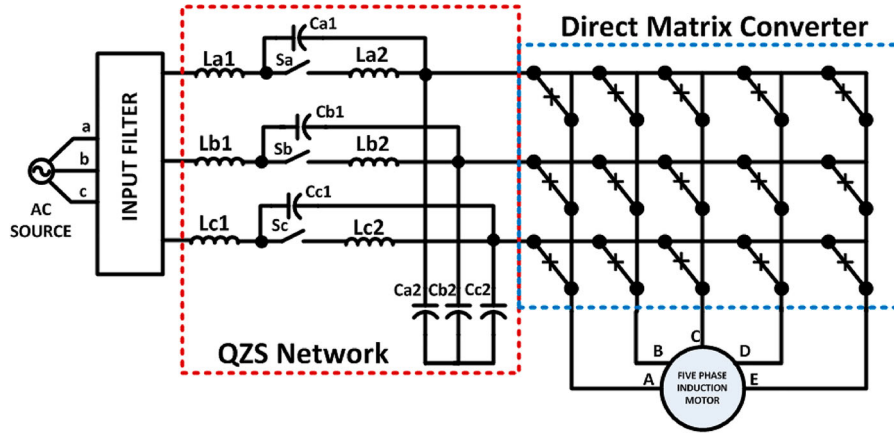 Direct Matrix Converter
Ca1
La1
Sa
La2
Cb1
Lb1
Sb
Lb2
Cc1
Lc1
Sc
Lc2
a
b
c
AC
SOURCE
INPUT FILTER
Ca2 Cb2 Cc2
QZS Network
A
B
C
D
E
FIVE PHASE
INDUCTION
MOTOR